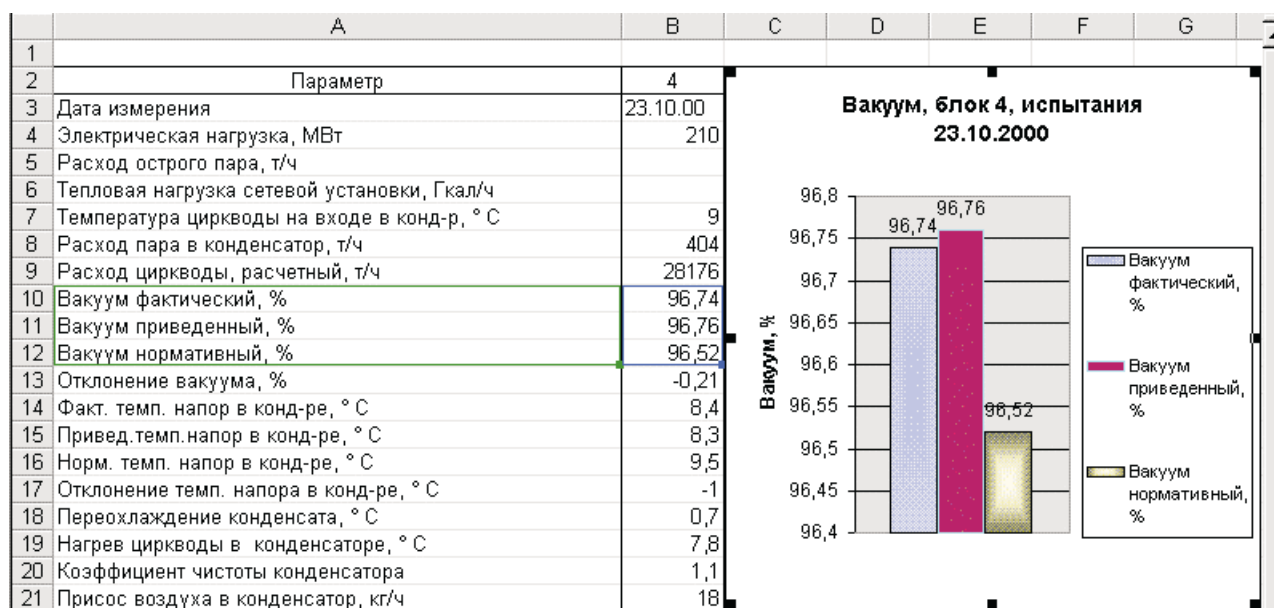 A B C D E F G
1
2 Параметр 4
3 Дата измерения 23.10.00
4 Электрическая нагрузка, МВт 210
5 Расход острого пара, т/ч
6 Тепловая нагрузка сетевой установки, Гкал/ч
7 Температура циркводы на входе в конд-р, ° С 9
8 Расход пара в конденсатор, т/ч 404
9 Расход циркводы, расчетный, т/ч 28176
10 Вакуум фактический, % 96,74
11 Вакуум приведенный, % 96,76
12 Вакуум нормативный, % 96,52
13 Отклонение вакуума, % -0,21
14 Факт. темп. напор в конд-ре, ° С 8,4
15 Привед.темп.напор в конд-ре, ° С 8,3
16 Норм. темп. напор в конд-ре, ° С 9,5
17 Отклонение темп. напора в конд-ре, ° С -1
18 Переохлаждение конденсата, ° С 0,7
19 Нагрев циркводы в конденсаторе, ° С 7,8
20 Коэффициент чистоты конденсатора 1,1
21 Присос воздуха в конденсатор, кг/ч 18
Вакуум, блок 4, испытания
23.10.2000
Вакуум, %
96,8
96,75
96,7
96,65
96,6
96,55
96,5
96,45
96,4
96,74
96,76
96,52
Вакуум
фактический,
%
Вакуум
приведенный,
%
Вакуум
нормативный,
%